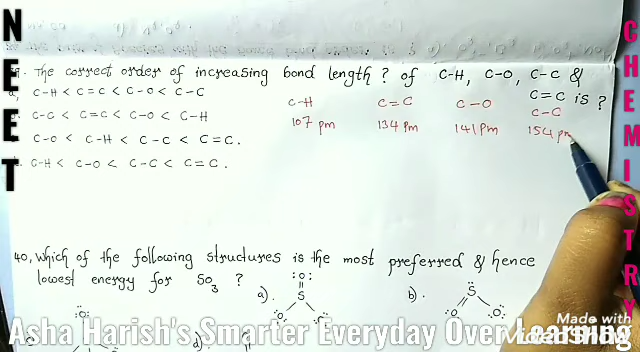 NEET
CHEMISTRY
The correct order of increasing bond length? of C-H, C-O, C-C &
C=C is?
C-H < C=C < C-O < C-C
C-C < C=C < C-O < C-H
C-O < C-H < C-C < C=C.
C-H < C-O < C-C < C=C.
C-H C=C C-O C-C
107 pm 134 pm 141 pm 154 pm
40, Which of the following structures is the most preferred & hence
lowest energy for SO3 ?
a). :O:
S
:O:
b). S
:O: O:
d).
Made with
Asha Harish's Smarter Everyday Over Learning